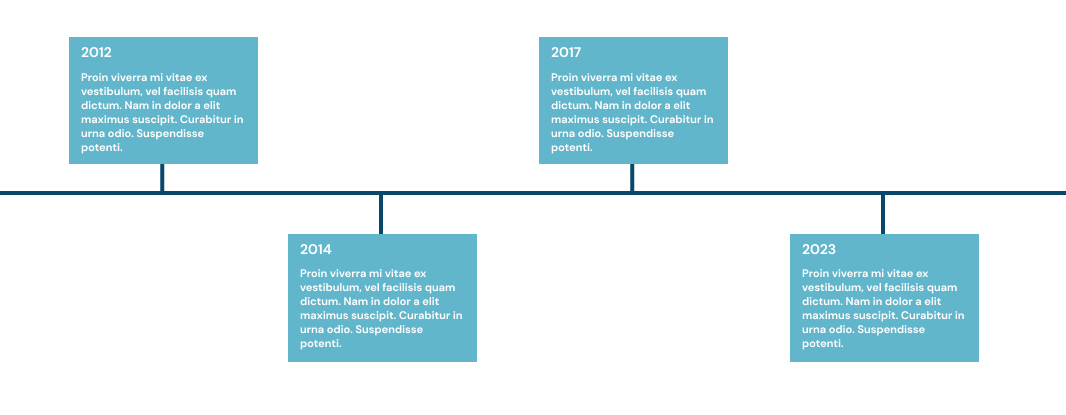 2012
Proin viverra mi vitae ex
vestibulum, vel facilisis quam
dictum. Nam in dolor a elit
maximus suscipit. Curabitur in
urna odio. Suspendisse
potenti.
2014
Proin viverra mi vitae ex
vestibulum, vel facilisis quam
dictum. Nam in dolor a elit
maximus suscipit. Curabitur in
urna odio. Suspendisse
potenti.
2017
Proin viverra mi vitae ex
vestibulum, vel facilisis quam
dictum. Nam in dolor a elit
maximus suscipit. Curabitur in
urna odio. Suspendisse
potenti.
2023
Proin viverra mi vitae ex
vestibulum, vel facilisis quam
dictum. Nam in dolor a elit
maximus suscipit. Curabitur in
urna odio. Suspendisse
potenti.